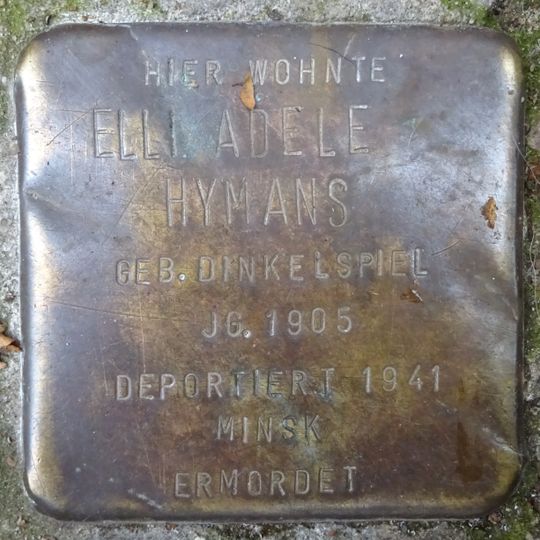 HIER WOHNTE
ELLI ADELE
HYMANS
GEB. DINKELSPIEL
JG. 1905
DEPORTIERT 1941
MINSK
ERMORDET